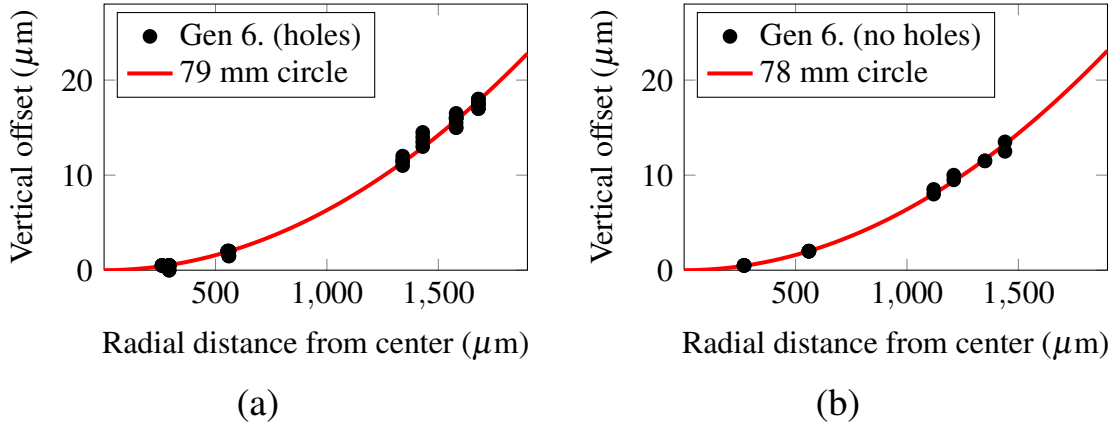 Gen 6. (holes)
79 mm circle
Vertical offset (μm)
0
10
20
500
1,000
1,500
Radial distance from center (μm)
(a)
Gen 6. (no holes)
78 mm circle
Vertical offset (μm)
0
10
20
500
1,000
1,500
Radial distance from center (μm)
(b)